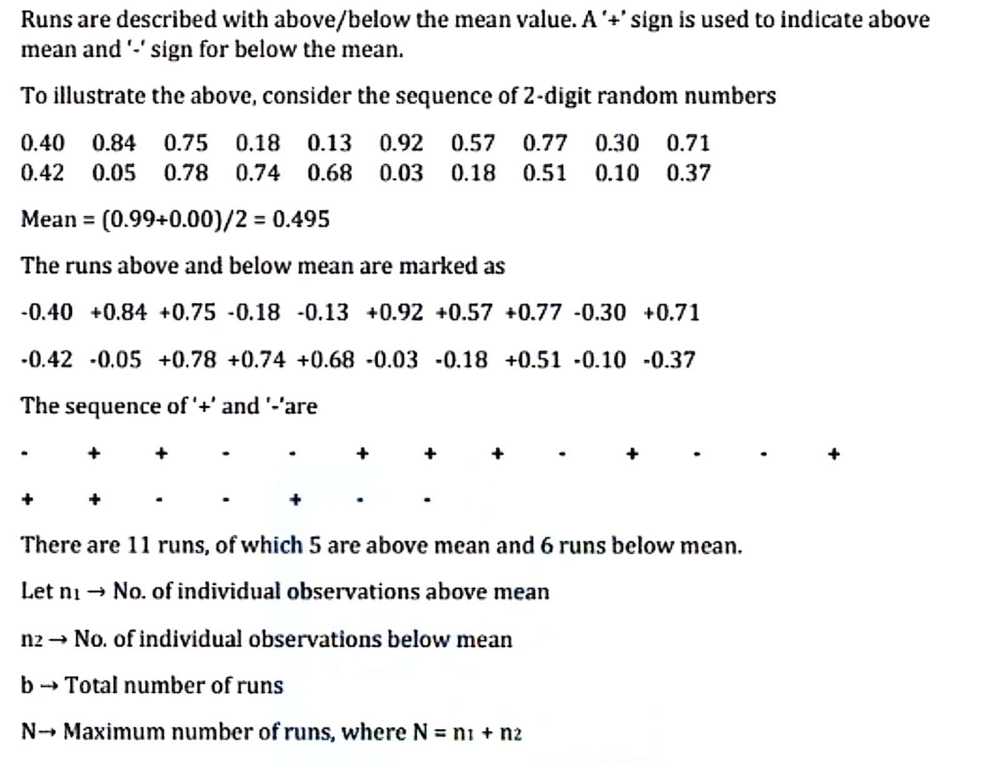 Runs are described with above/below the mean value. A '+' sign is used to indicate above
mean and '-' sign for below the mean.
To illustrate the above, consider the sequence of 2-digit random numbers
0.40 0.84 0.75 0.18 0.13 0.92 0.57 0.77 0.30 0.71
0.42 0.05 0.78 0.74 0.68 0.03 0.18 0.51 0.10 0.37
Mean = (0.99+0.00)/2 = 0.495
The runs above and below mean are marked as
-0.40 +0.84 +0.75 -0.18 -0.13 +0.92 +0.57 +0.77 -0.30 +0.71
-0.42 -0.05 +0.78 +0.74 +0.68 -0.03 -0.18 +0.51 -0.10 -0.37
The sequence of '+' and '-'are
- + + - - + + + - + - - +
+ + - - + - -
There are 11 runs, of which 5 are above mean and 6 runs below mean.
Let n1 → No. of individual observations above mean
n2 → No. of individual observations below mean
b → Total number of runs
N→ Maximum number of runs, where N = n1 + n2